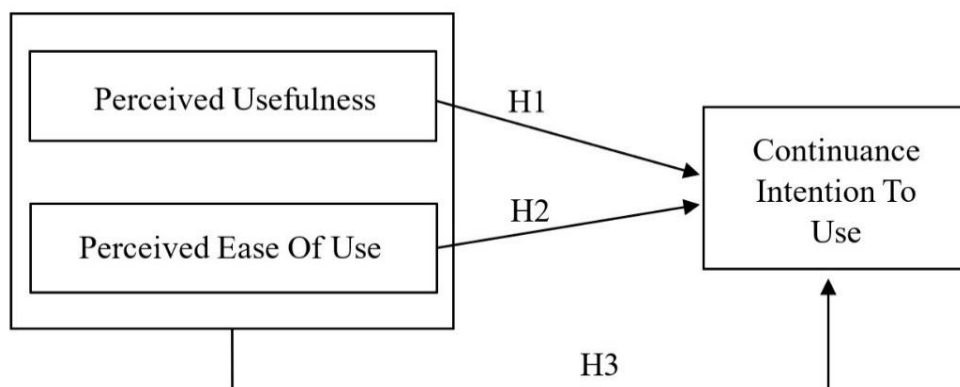 Perceived Usefulness
H1
Continuance
Intention To
Use
H2
Perceived Ease Of Use
H3